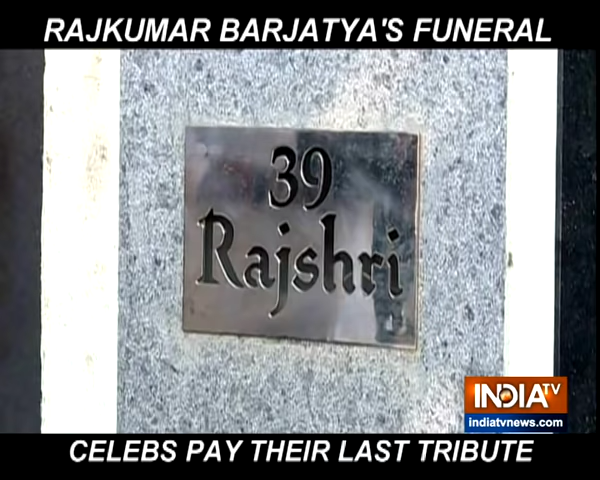 RAJKUMAR BARJATYA'S FUNERAL
39
Rajshri
INDIA TV
indiatvnews.com
CELEBS PAY THEIR LAST TRIBUTE